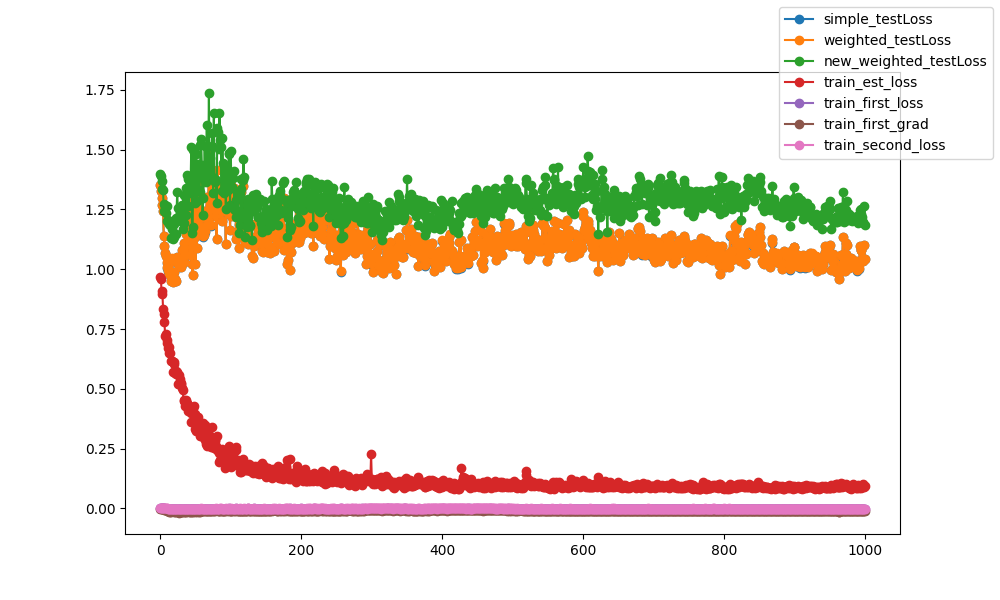 simple_testLoss
weighted_testLoss
new_weighted_testLoss
train_est_loss
train_first_loss
train_first_grad
train_second_loss
1.75
1.50
1.25
1.00
0.75
0.50
0.25
0.00
0 200 400 600 800 1000